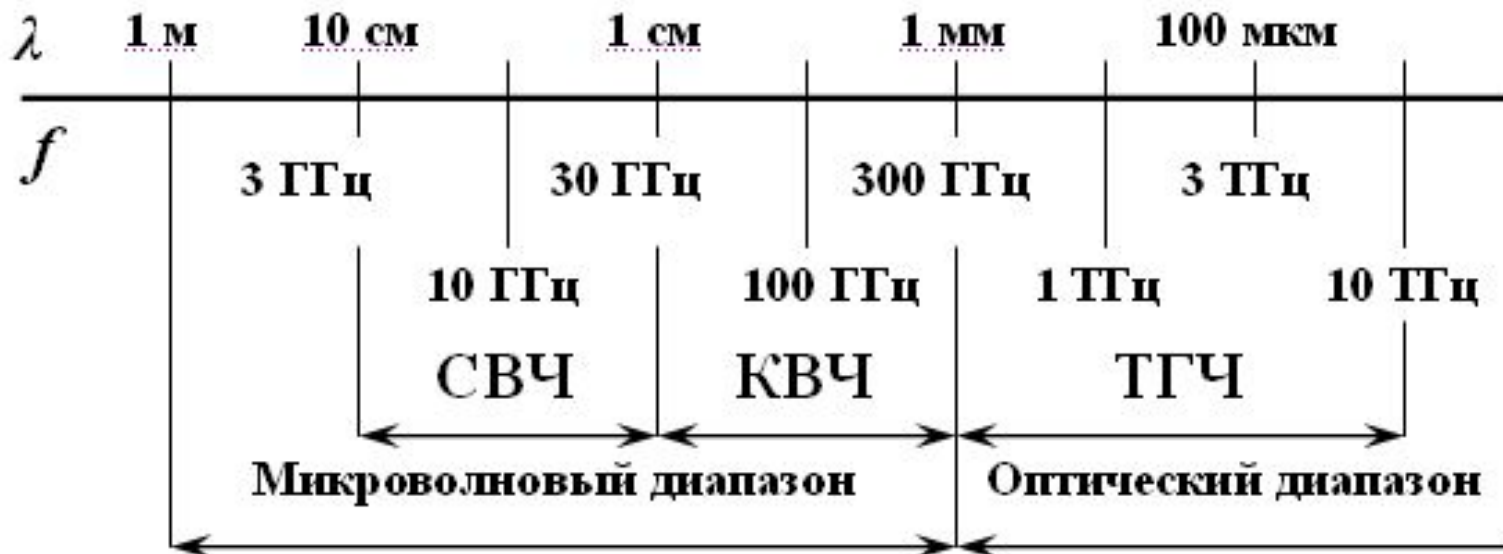 λ 1 м 10 см 1 см 1 мм 100 мкм
f
3 ГГц 30 ГГц 300 ГГц 3 ТГц
10 ГГц 100 ГГц 1 ТГц 10 ТГц
СВЧ КВЧ ТГЧ
Микроволновый диапазон Оптический диапазон